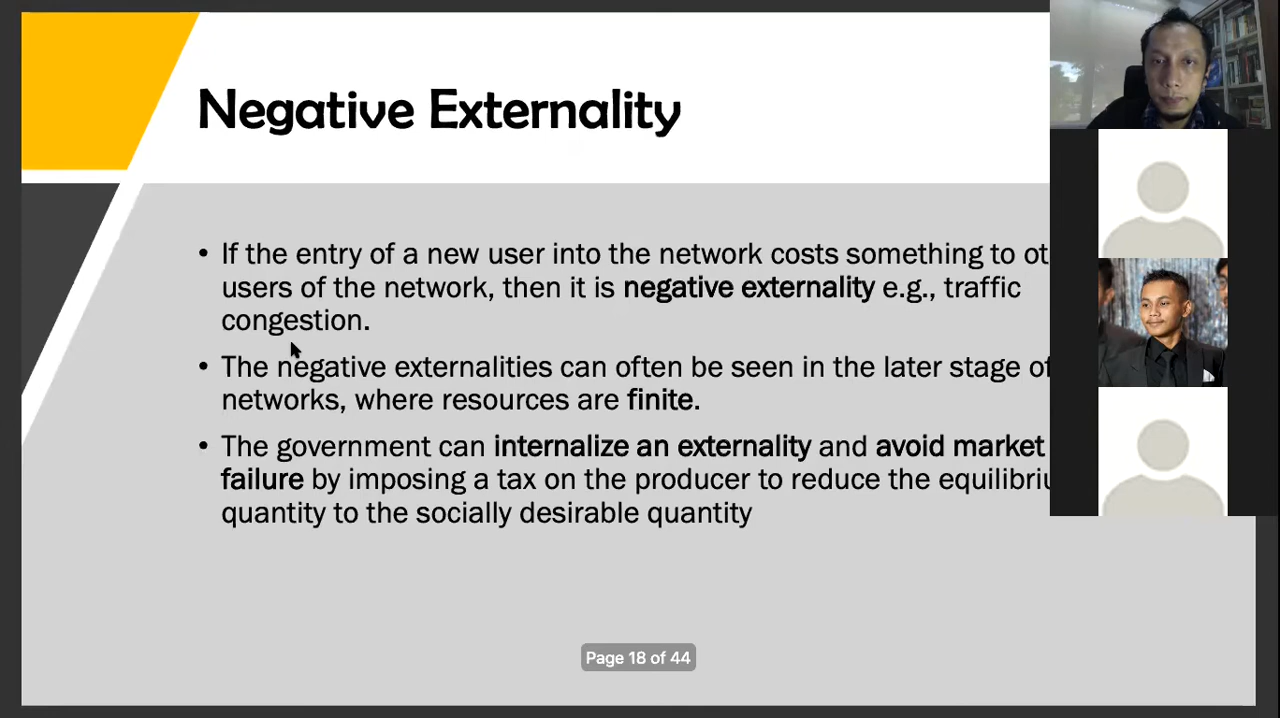 Negative Externality
• If the entry of a new user into the network costs something to
users of the network, then it is negative externality e.g., traffic
congestion.
• The negative externalities can often be seen in the later stage of
networks, where resources are finite.
• The government can internalize an externality and avoid market
failure by imposing a tax on the producer to reduce the
quantity to the socially desirable quantity
Page 18 of 44